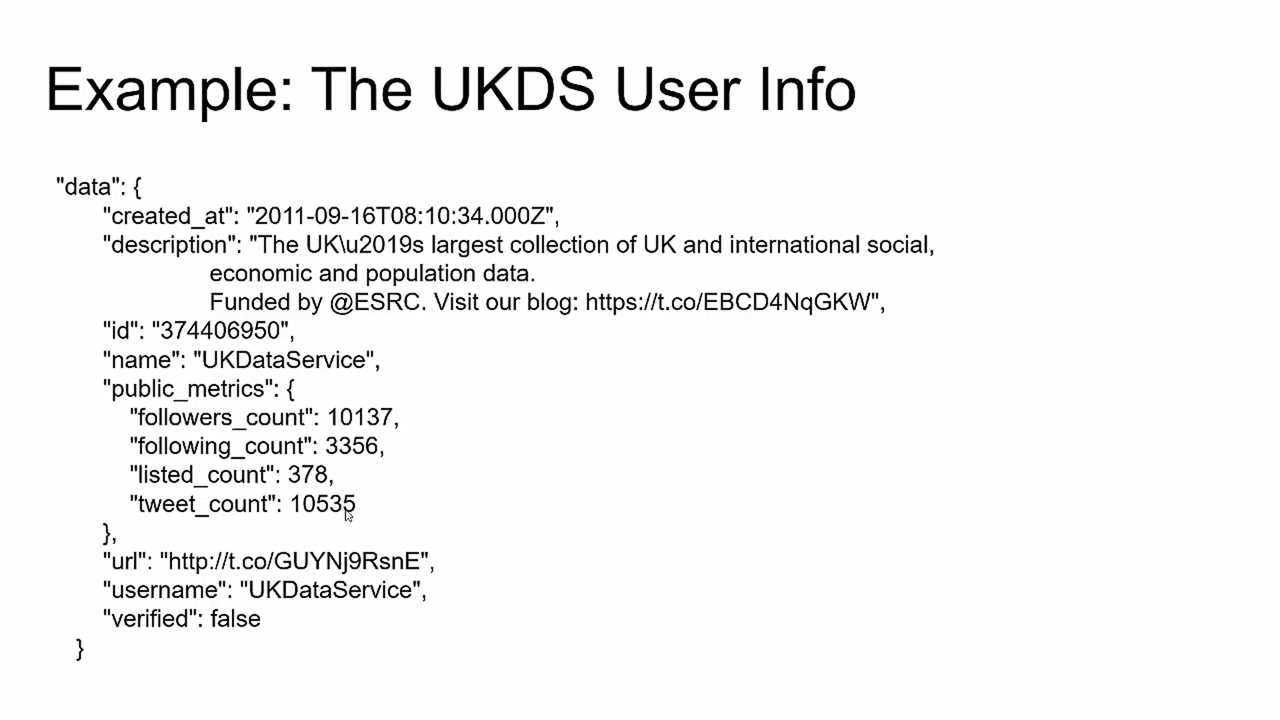 Example: The UKDS User Info
"data": {
"created_at": "2011-09-16T08:10:34.000Z",
"description": "The UK\u2019s largest collection of UK and international social,
economic and population data.
Funded by @ESRC. Visit our blog: https://t.co/EBCD4NqGKW",
"id": "374406950",
"name": "UKDataService",
"public_metrics": {
"followers_count": 10137,
"following_count": 3356,
"listed_count": 378,
"tweet_count": 10535
},
"url": "http://t.co/GUYNj9RsnE",
"username": "UKDataService",
"verified": false
}